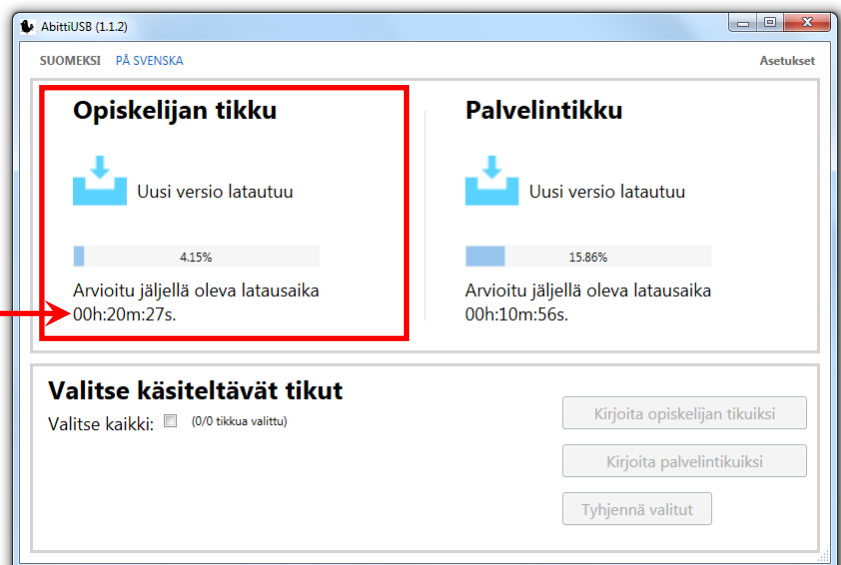 AbittiUSB (1.1.2)
SUOMEKSI PÅ SVENSKA Asetukset
Opiskelijan tikku
Uusi versio latautuu
4.15%
Arvioitu jäljellä oleva latausaika
00h:20m:27s.
Palvelintikku
Uusi versio latautuu
15.86%
Arvioitu jäljellä oleva latausaika
00h:10m:56s.
Valitse käsiteltävät tikut
Valitse kaikki: (0/0 tikkua valittu)
Kirjoita opiskelijan tikuiksi
Kirjoita palvelintikuiksi
Tyhjennä valitut